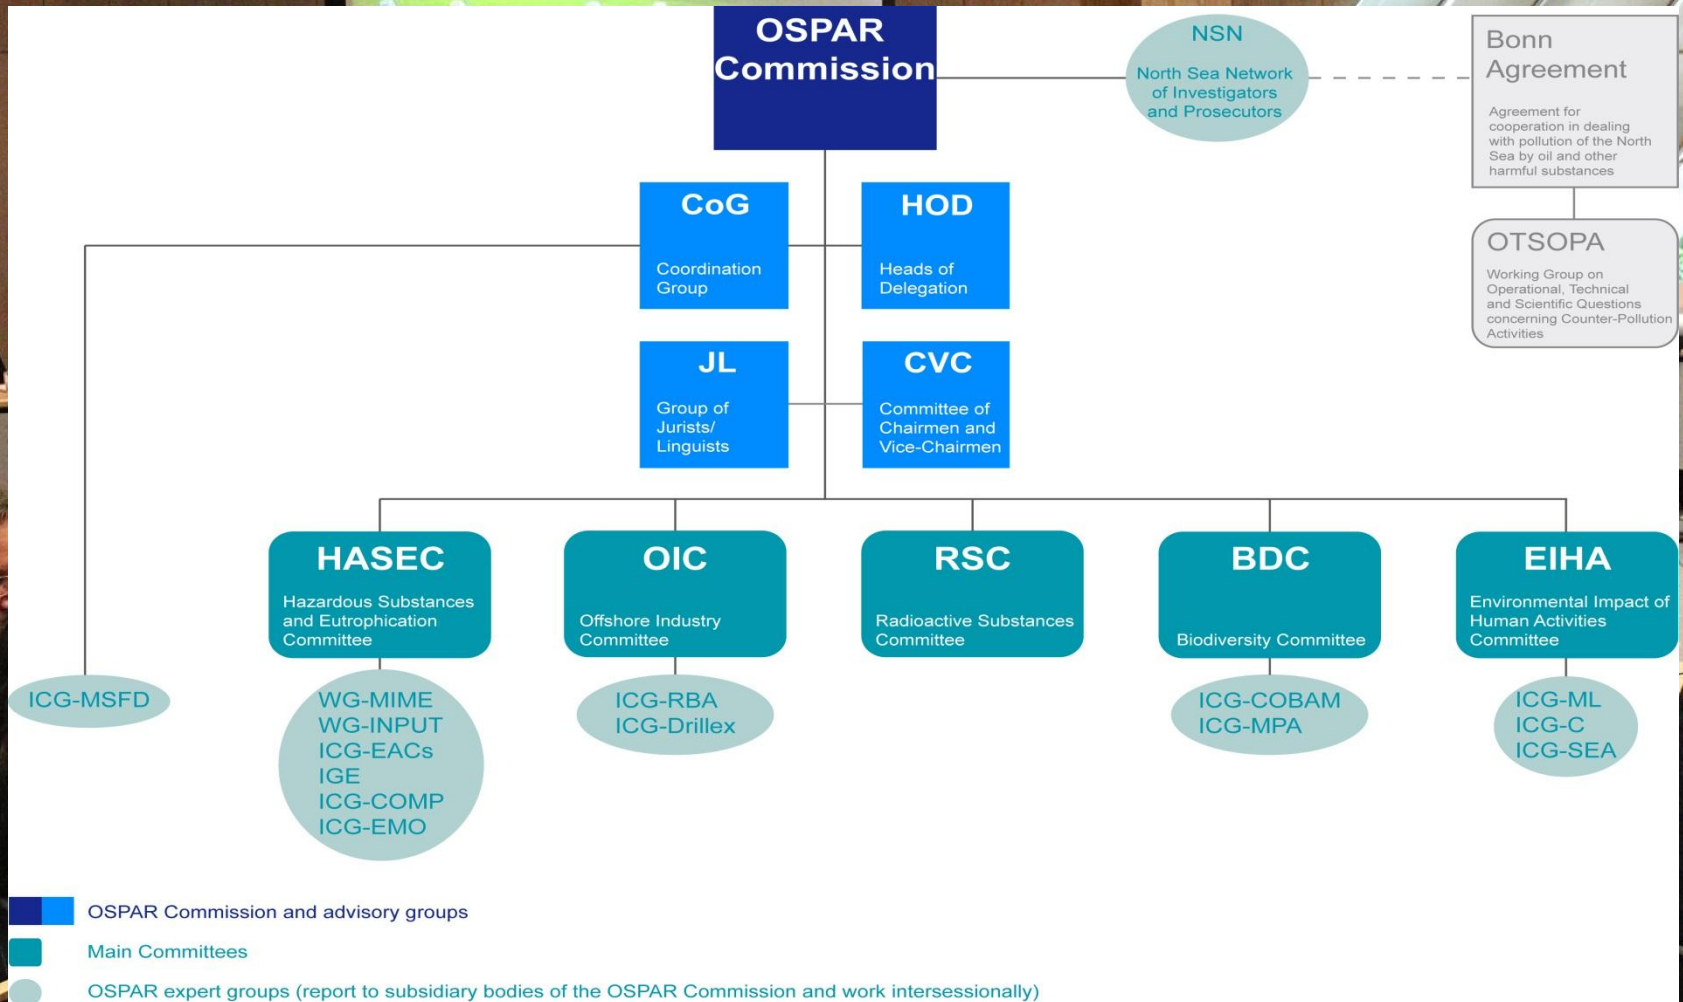 OSPAR
Commission
NSN
North Sea Network
of Investigators
and Prosecutors
Bonn
Agreement
Agreement for
cooperation in dealing
with pollution of the North
Sea by oil and other
harmful substances
OTSOPA
Working Group on
Operational, Technical
and Scientific Questions
concerning Counter-Pollution
Activities
CoG
Coordination
Group
HOD
Heads of
Delegation
JL
Group of
Jurists/
Linguists
CVC
Committee of
Chairmen and
Vice-Chairmen
HASEC
Hazardous Substances
and Eutrophication
Committee
OIC
Offshore Industry
Committee
RSC
Radioactive Substances
Committee
BDC
Biodiversity Committee
EIHA
Environmental Impact of
Human Activities
Committee
ICG-MSFD
WG-MIME
WG-INPUT
ICG-EACs
IGE
ICG-COMP
ICG-EMO
ICG-RBA
ICG-Drillex
ICG-COBAM
ICG-MPA
ICG-ML
ICG-C
ICG-SEA
OSPAR Commission and advisory groups
Main Committees
OSPAR expert groups (report to subsidiary bodies of the OSPAR Commission and work intersessionally)